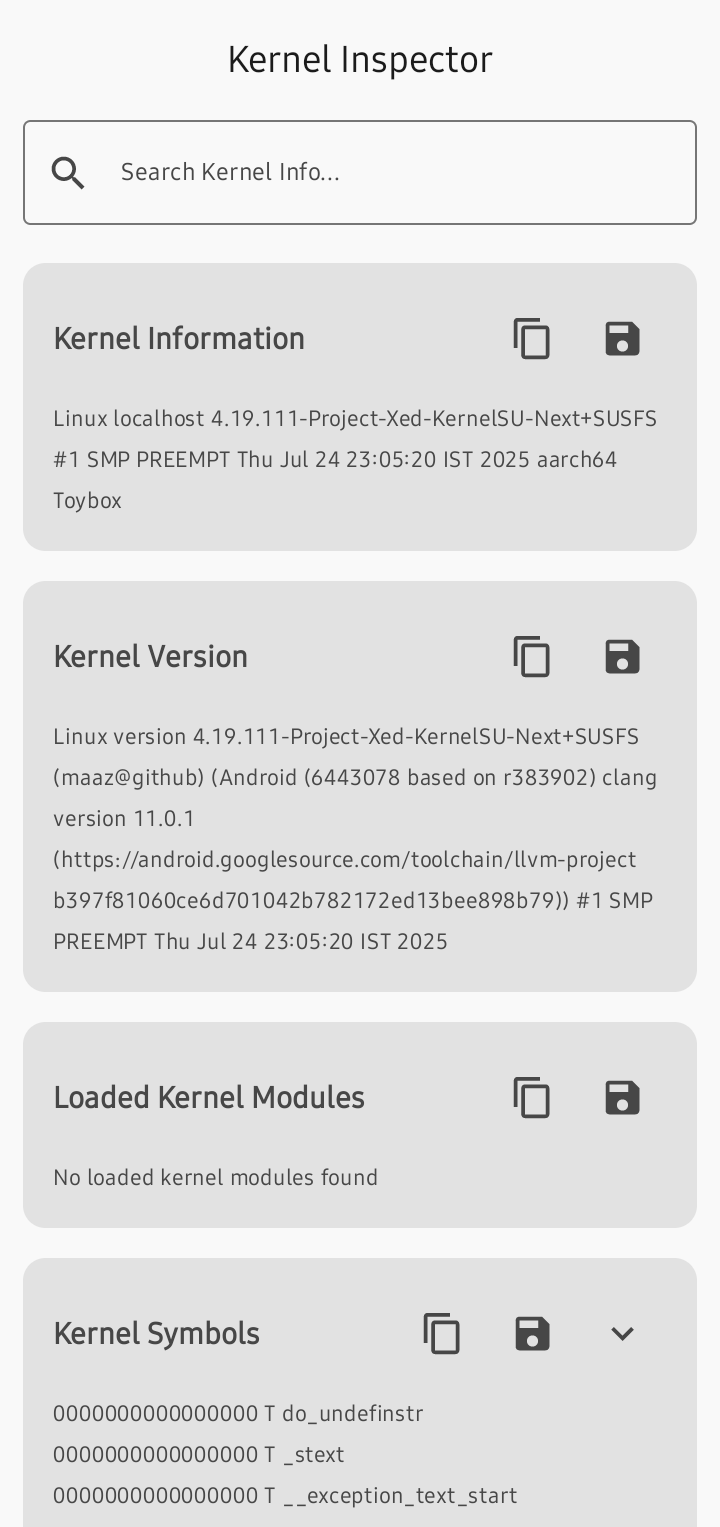 Kernel Inspector
Search Kernel Info...
Kernel Information
Linux localhost 4.19.111-Project-Xed-KernelSU-Next+SUSFS
#1 SMP PREEMPT Thu Jul 24 23:05:20 IST 2025 aarch64
Toybox
Kernel Version
Linux version 4.19.111-Project-Xed-KernelSU-Next+SUSFS
(maaz@github) (Android (6443078 based on r383902) clang
version 11.0.1
(https://android.googlesource.com/toolchain/llvm-project
b397f81060ce6d701042b782172ed13bee898b79)) #1 SMP
PREEMPT Thu Jul 24 23:05:20 IST 2025
Loaded Kernel Modules
No loaded kernel modules found
Kernel Symbols
0000000000000000 T do_undefinstr
0000000000000000 T _stext
0000000000000000 T __exception_text_start